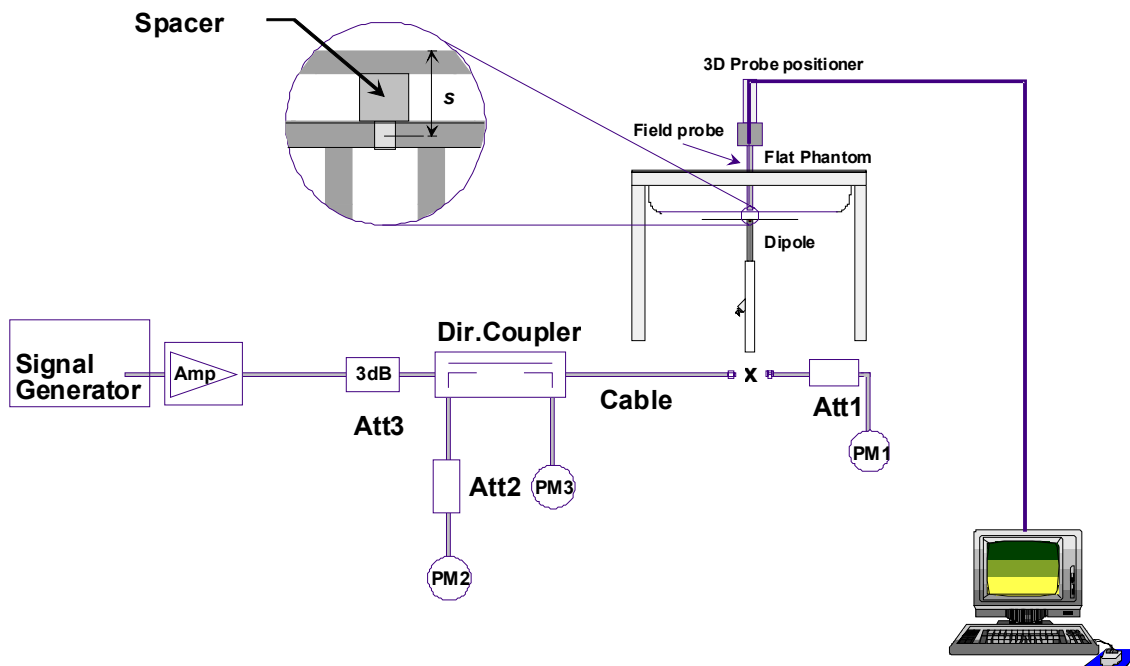 Spacer
s
3D Probe positioner
Field probe
Flat Phantom
Dipole
Signal
Generator
Amp
3dB
Att3
Dir.Coupler
Cable
x
Att1
PM1
Att2
PM3
PM2